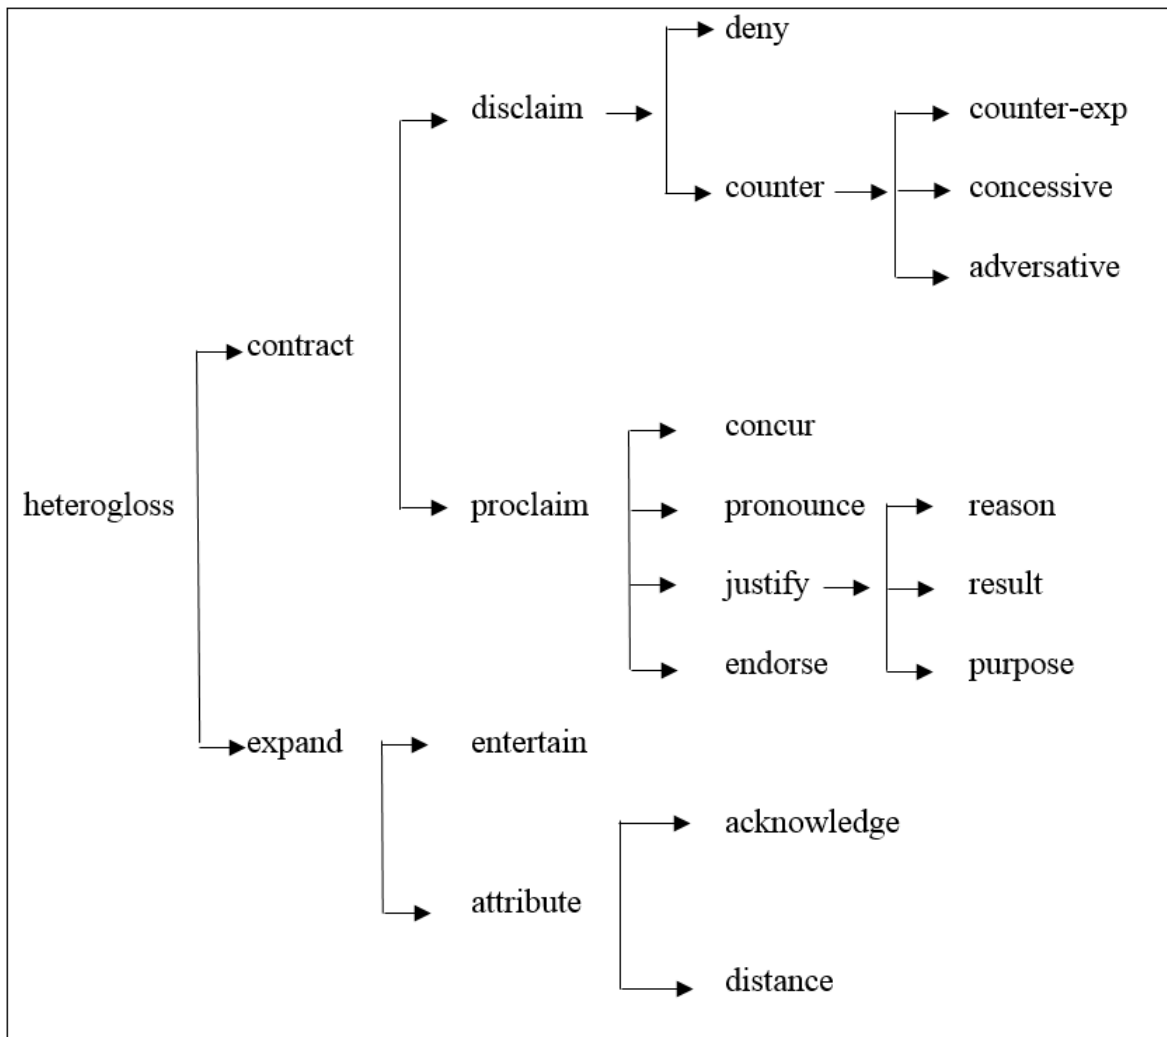 deny
disclaim
counter-exp
counter
concessive
adversative
contract
concur
heterogloss
proclaim
pronounce
reason
justify
result
endorse
purpose
expand
entertain
acknowledge
attribute
distance